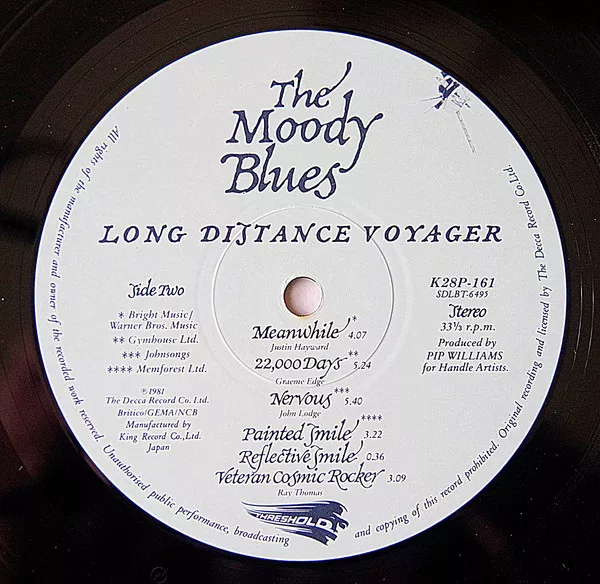 The
Moody
Blues
LONG DISTANCE VOYAGER
Side Two
* Bright Music/
Warner Bros. Music
** Gymhouse Ltd.
*** Johnsongs
**** Memforest Ltd.
℗1981
The Decca Record Co. Ltd.
Britico/GEMA/NCB
Manufactured by
King Record Co.,Ltd.
Japan
Meanwhile * 4.07
Justin Hayward
22,000 Days ** 5.24
Graeme Edge
Nervous *** 5.40
John Lodge
Painted Smile **** 3.22
Reflective Smile 0.36
Veteran Cosmic Rocker 3.09
Ray Thomas
K28P-161
SDLBT-6495
Stereo
33⅓ r.p.m.
Produced by
PIP WILLIAMS
for Handle Artists.
THRESHOLD
All rights of the manufacturer and owner of the recorded work reserved. Unauthorised public performance, broadcasting and copying of this record prohibited. Original recording and licensed by The Decca Record Co. Ltd.